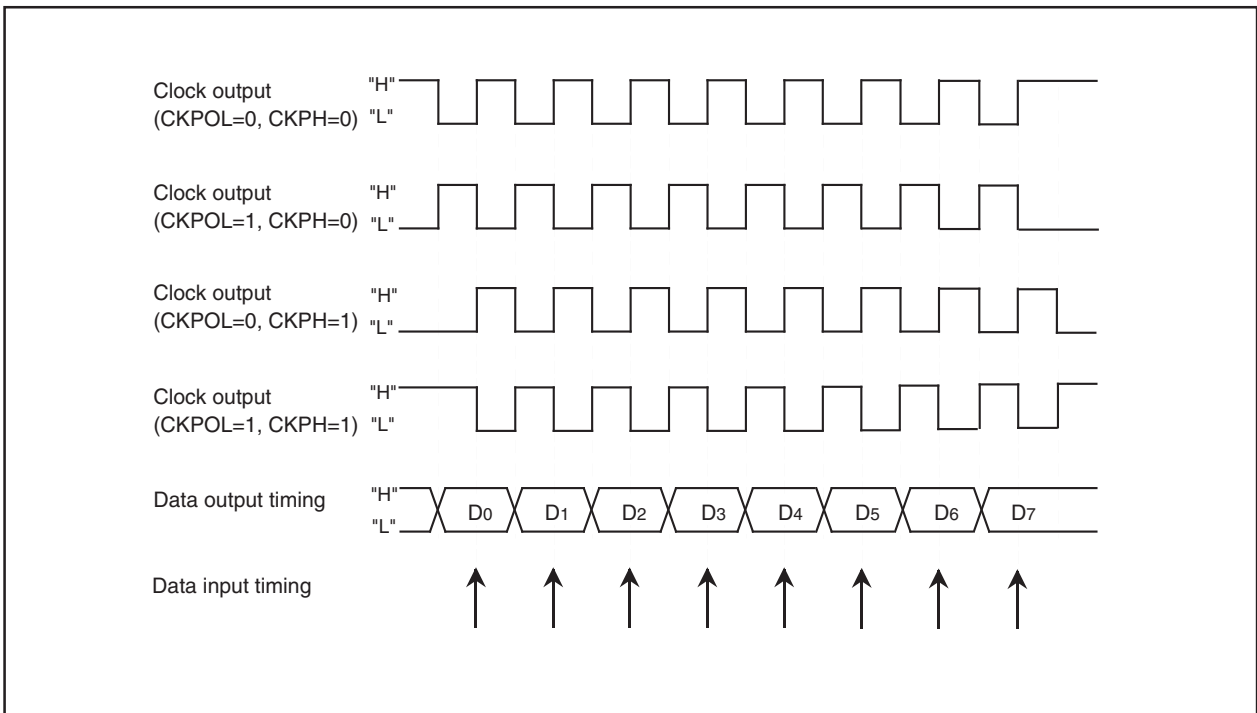 Clock output "H"
(CKPOL=0, CKPH=0) "L"
Clock output "H"
(CKPOL=1, CKPH=0) "L"
Clock output "H"
(CKPOL=0, CKPH=1) "L"
Clock output "H"
(CKPOL=1, CKPH=1) "L"
Data output timing "H"
D0 D1 D2 D3 D4 D5 D6 D7
"L"
Data input timing